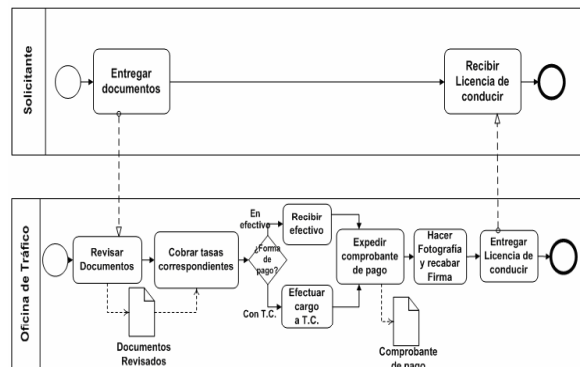 Solicitante
Entregar
documentos
Recibir
Licencia de
conducir
Oficina de Tráfico
Revisar
Documentos
Cobrar tasas
correspondientes
En
efectivo
¿Forma
de
pago?
Con T.C.
Recibir
efectivo
Efectuar
cargo
a T.C.
Expedir
comprobante
de pago
Hacer
Fotografía
y recabar
Firma
Entregar
Licencia de
conducir
Documentos
Revisados
Comprobante
de pago